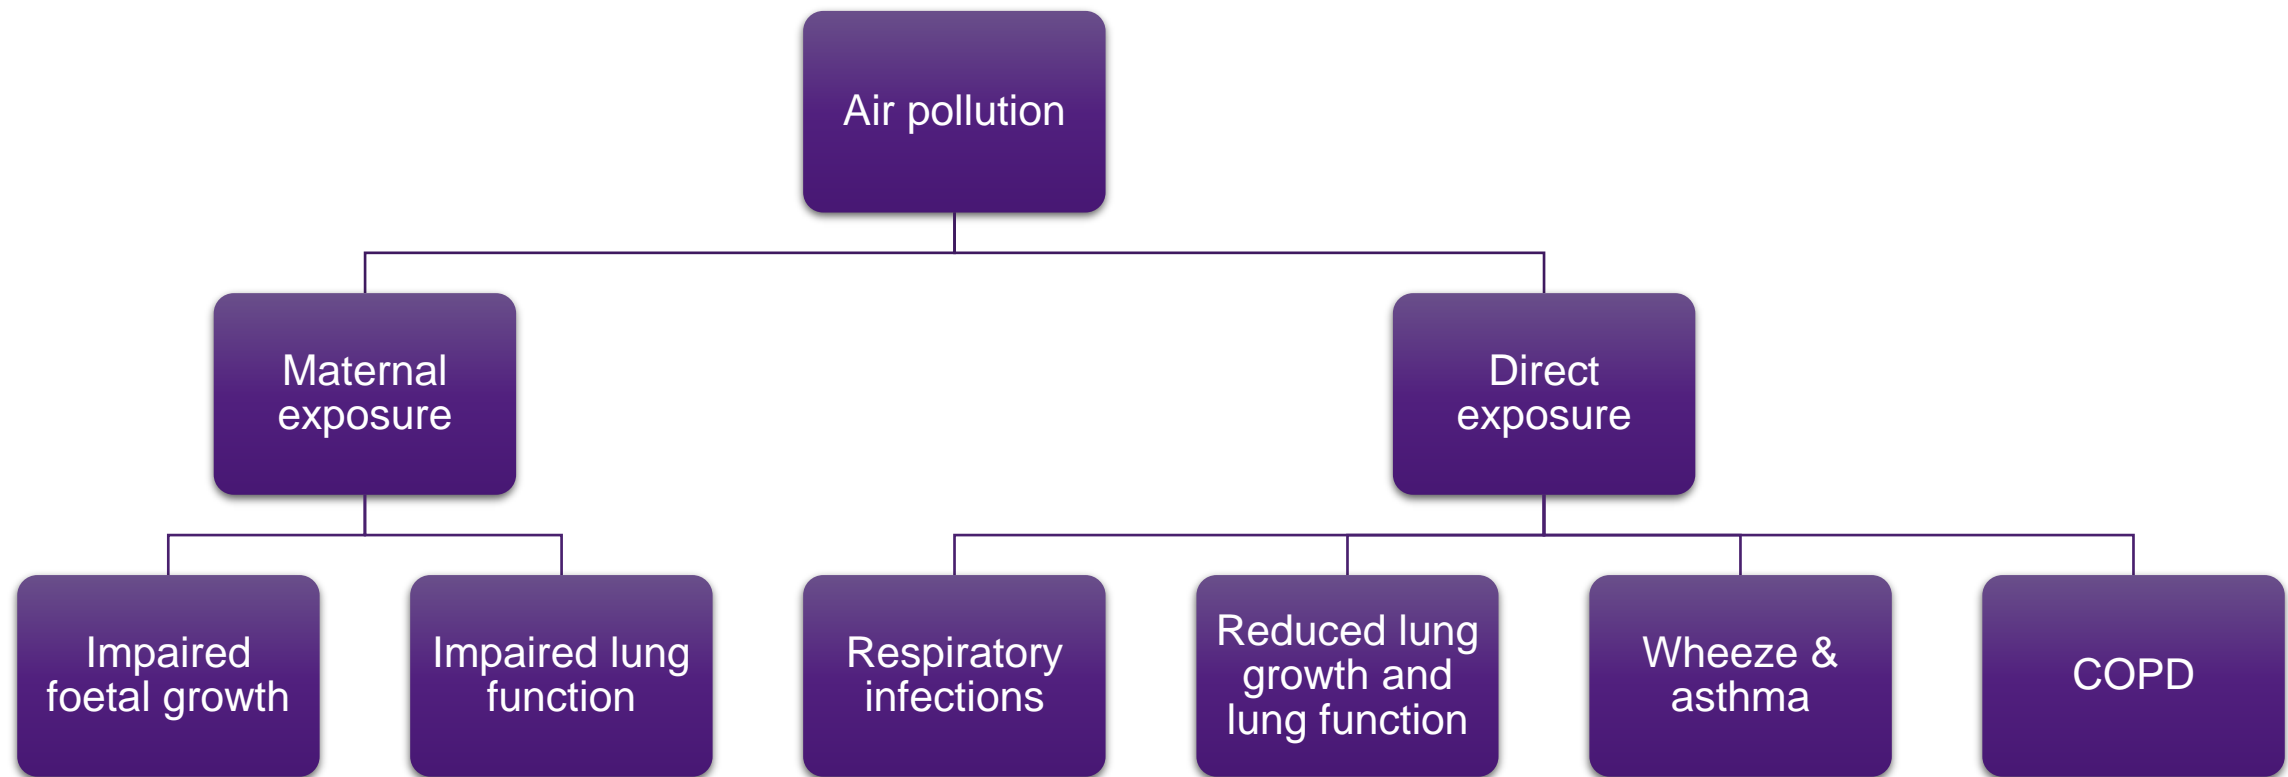 Air pollution
Maternal
exposure
Direct
exposure
Impaired
foetal growth
Impaired lung
function
Respiratory
infections
Reduced lung
growth and
lung function
Wheeze &
asthma
COPD